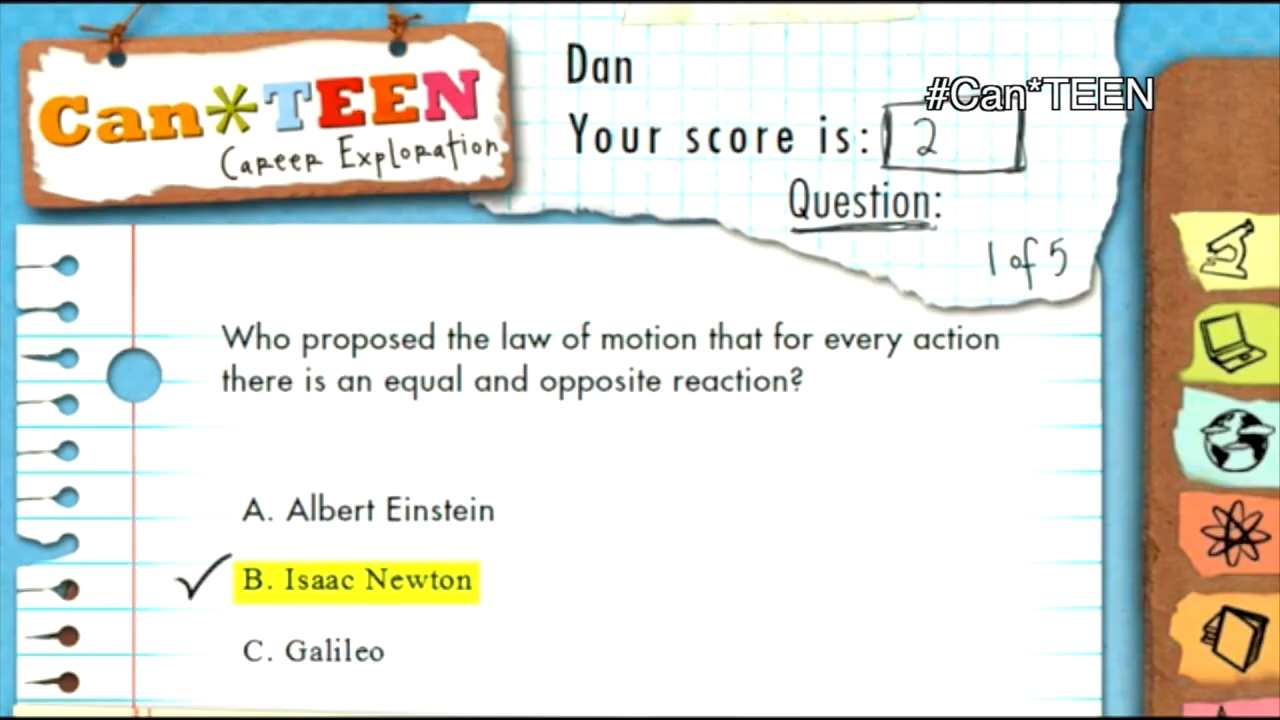 Can*TEEN
Career Exploration
Dan
#Can*TEEN
Your score is: 2
Question:
1 of 5
Who proposed the law of motion that for every action
there is an equal and opposite reaction?
A. Albert Einstein
B. Isaac Newton
C. Galileo